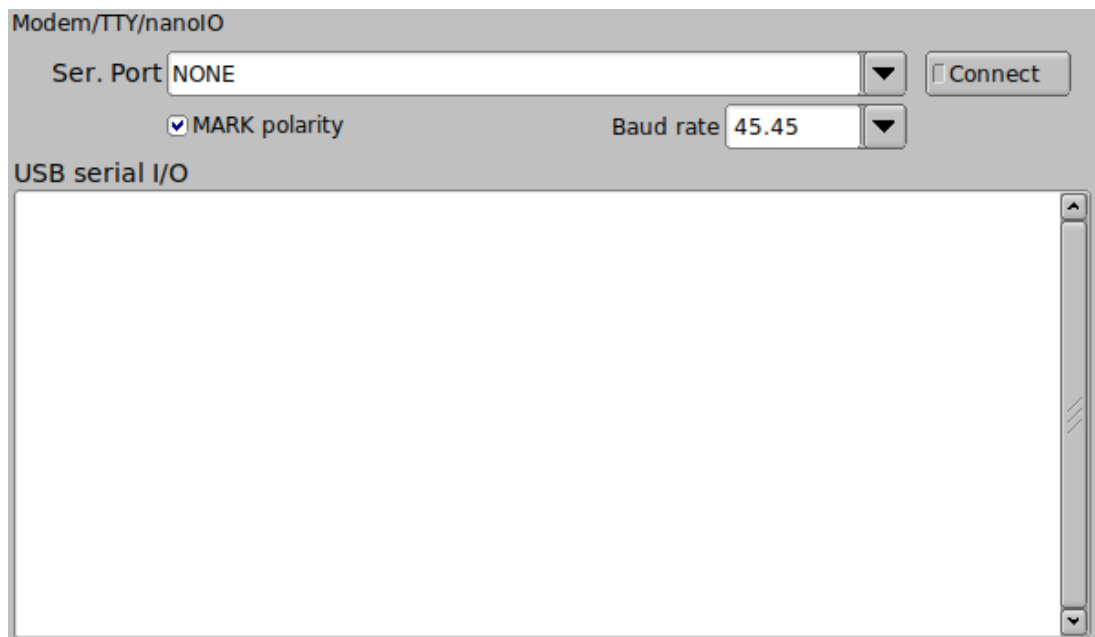 Modem/TTY/nanoIO
Ser. Port NONE Connect
MARK polarity Baud rate 45.45
USB serial I/O